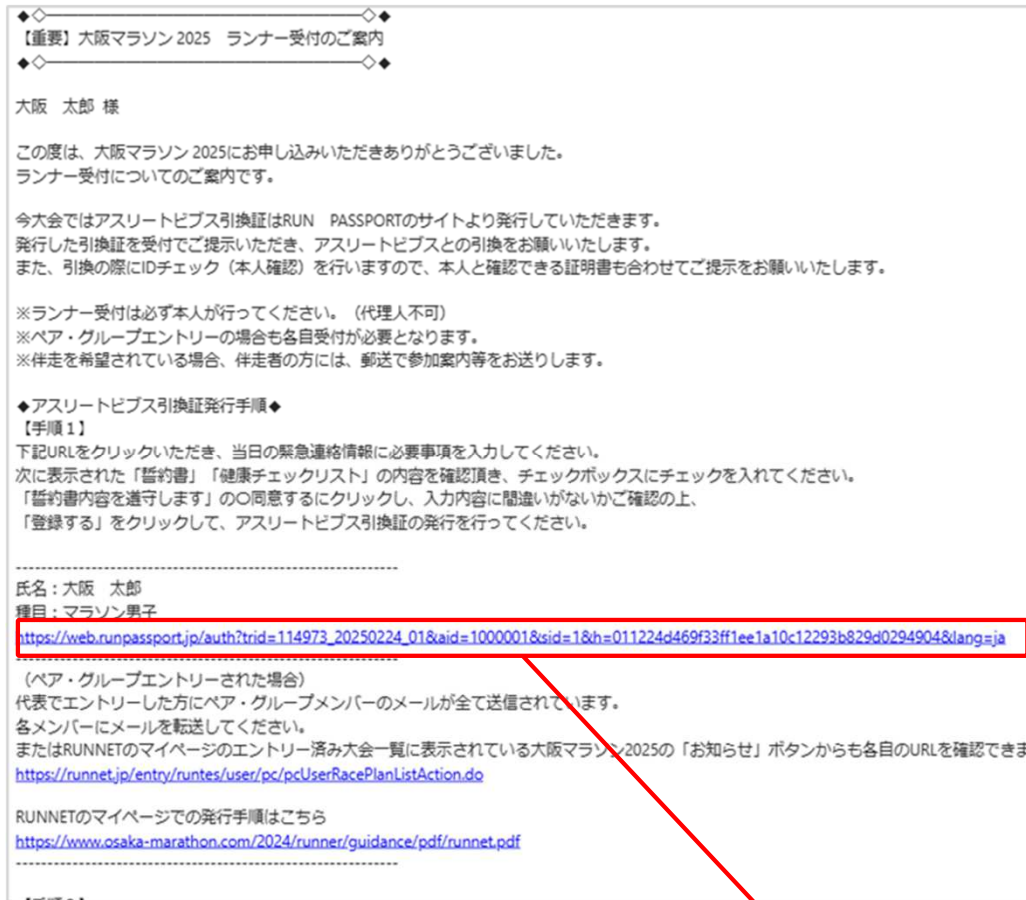 ◆◇――――――――――――――――――――◇◆
【重要】大阪マラソン 2025　ランナー受付のご案内
◆◇――――――――――――――――――――◇◆
大阪　太郎 様
この度は、大阪マラソン 2025にお申し込みいただきありがとうございました。
ランナー受付についてのご案内です。
今大会ではアスリートビブス引換証はRUN　PASSPORTのサイトより発行していただきます。
発行した引換証を受付でご提示いただき、アスリートビブスとの引換をお願いいたします。
また、引換の際にIDチェック（本人確認）を行いますので、本人と確認できる証明書も合わせてご提示をお願いいたします。
※ランナー受付は必ず本人が行ってください。（代理人不可）
※ペア・グループエントリーの場合も各自受付が必要となります。
※伴走を希望されている場合、伴走者の方には、郵送で参加案内等をお送りします。
◆アスリートビブス引換証発行手順◆
【手順１】
下記URLをクリックいただき、当日の緊急連絡情報に必要事項を入力してください。
次に表示された「誓約書」「健康チェックリスト」の内容を確認頂き、チェックボックスにチェックを入れてください。
「誓約書内容を遵守します」の〇同意するにクリックし、入力内容に間違いがないかご確認の上、
「登録する」をクリックして、アスリートビブス引換証の発行を行ってください。
------------------------------------------------------------
氏名：大阪　太郎
種目：マラソン男子
https://web.runpassport.jp/auth?trid=114973_20250224_01&aid=1000001&sid=1&h=011224d469f33ff1ee1a10c12293b829d0294904&lang=ja
------------------------------------------------------------
（ペア・グループエントリーされた場合）
代表でエントリーした方にペア・グループメンバーのメールが全て送信されています。
各メンバーにメールを転送してください。
またはRUNNETのマイページのエントリー済み大会一覧に表示されている大阪マラソン2025の「お知らせ」ボタンからも各自のURLを確認できま
https://runnet.jp/entry/runtes/user/pc/pcUserRacePlanListAction.do
RUNNETのマイページでの発行手順はこちら
https://www.osaka-marathon.com/2024/runner/guidance/pdf/runnet.pdf
------------------------------------------------------------